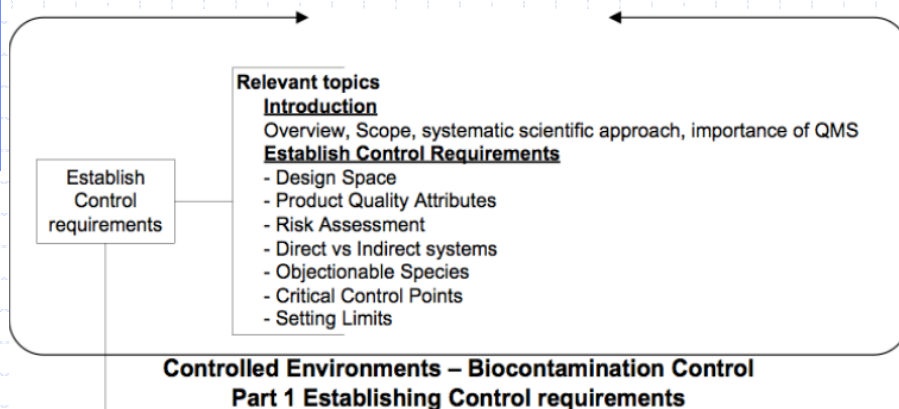 Establish
Control
requirements
Relevant topics
Introduction
Overview, Scope, systematic scientific approach, importance of QMS
Establish Control Requirements
- Design Space
- Product Quality Attributes
- Risk Assessment
- Direct vs Indirect systems
- Objectionable Species
- Critical Control Points
- Setting Limits
Controlled Environments – Biocontamination Control
Part 1 Establishing Control requirements